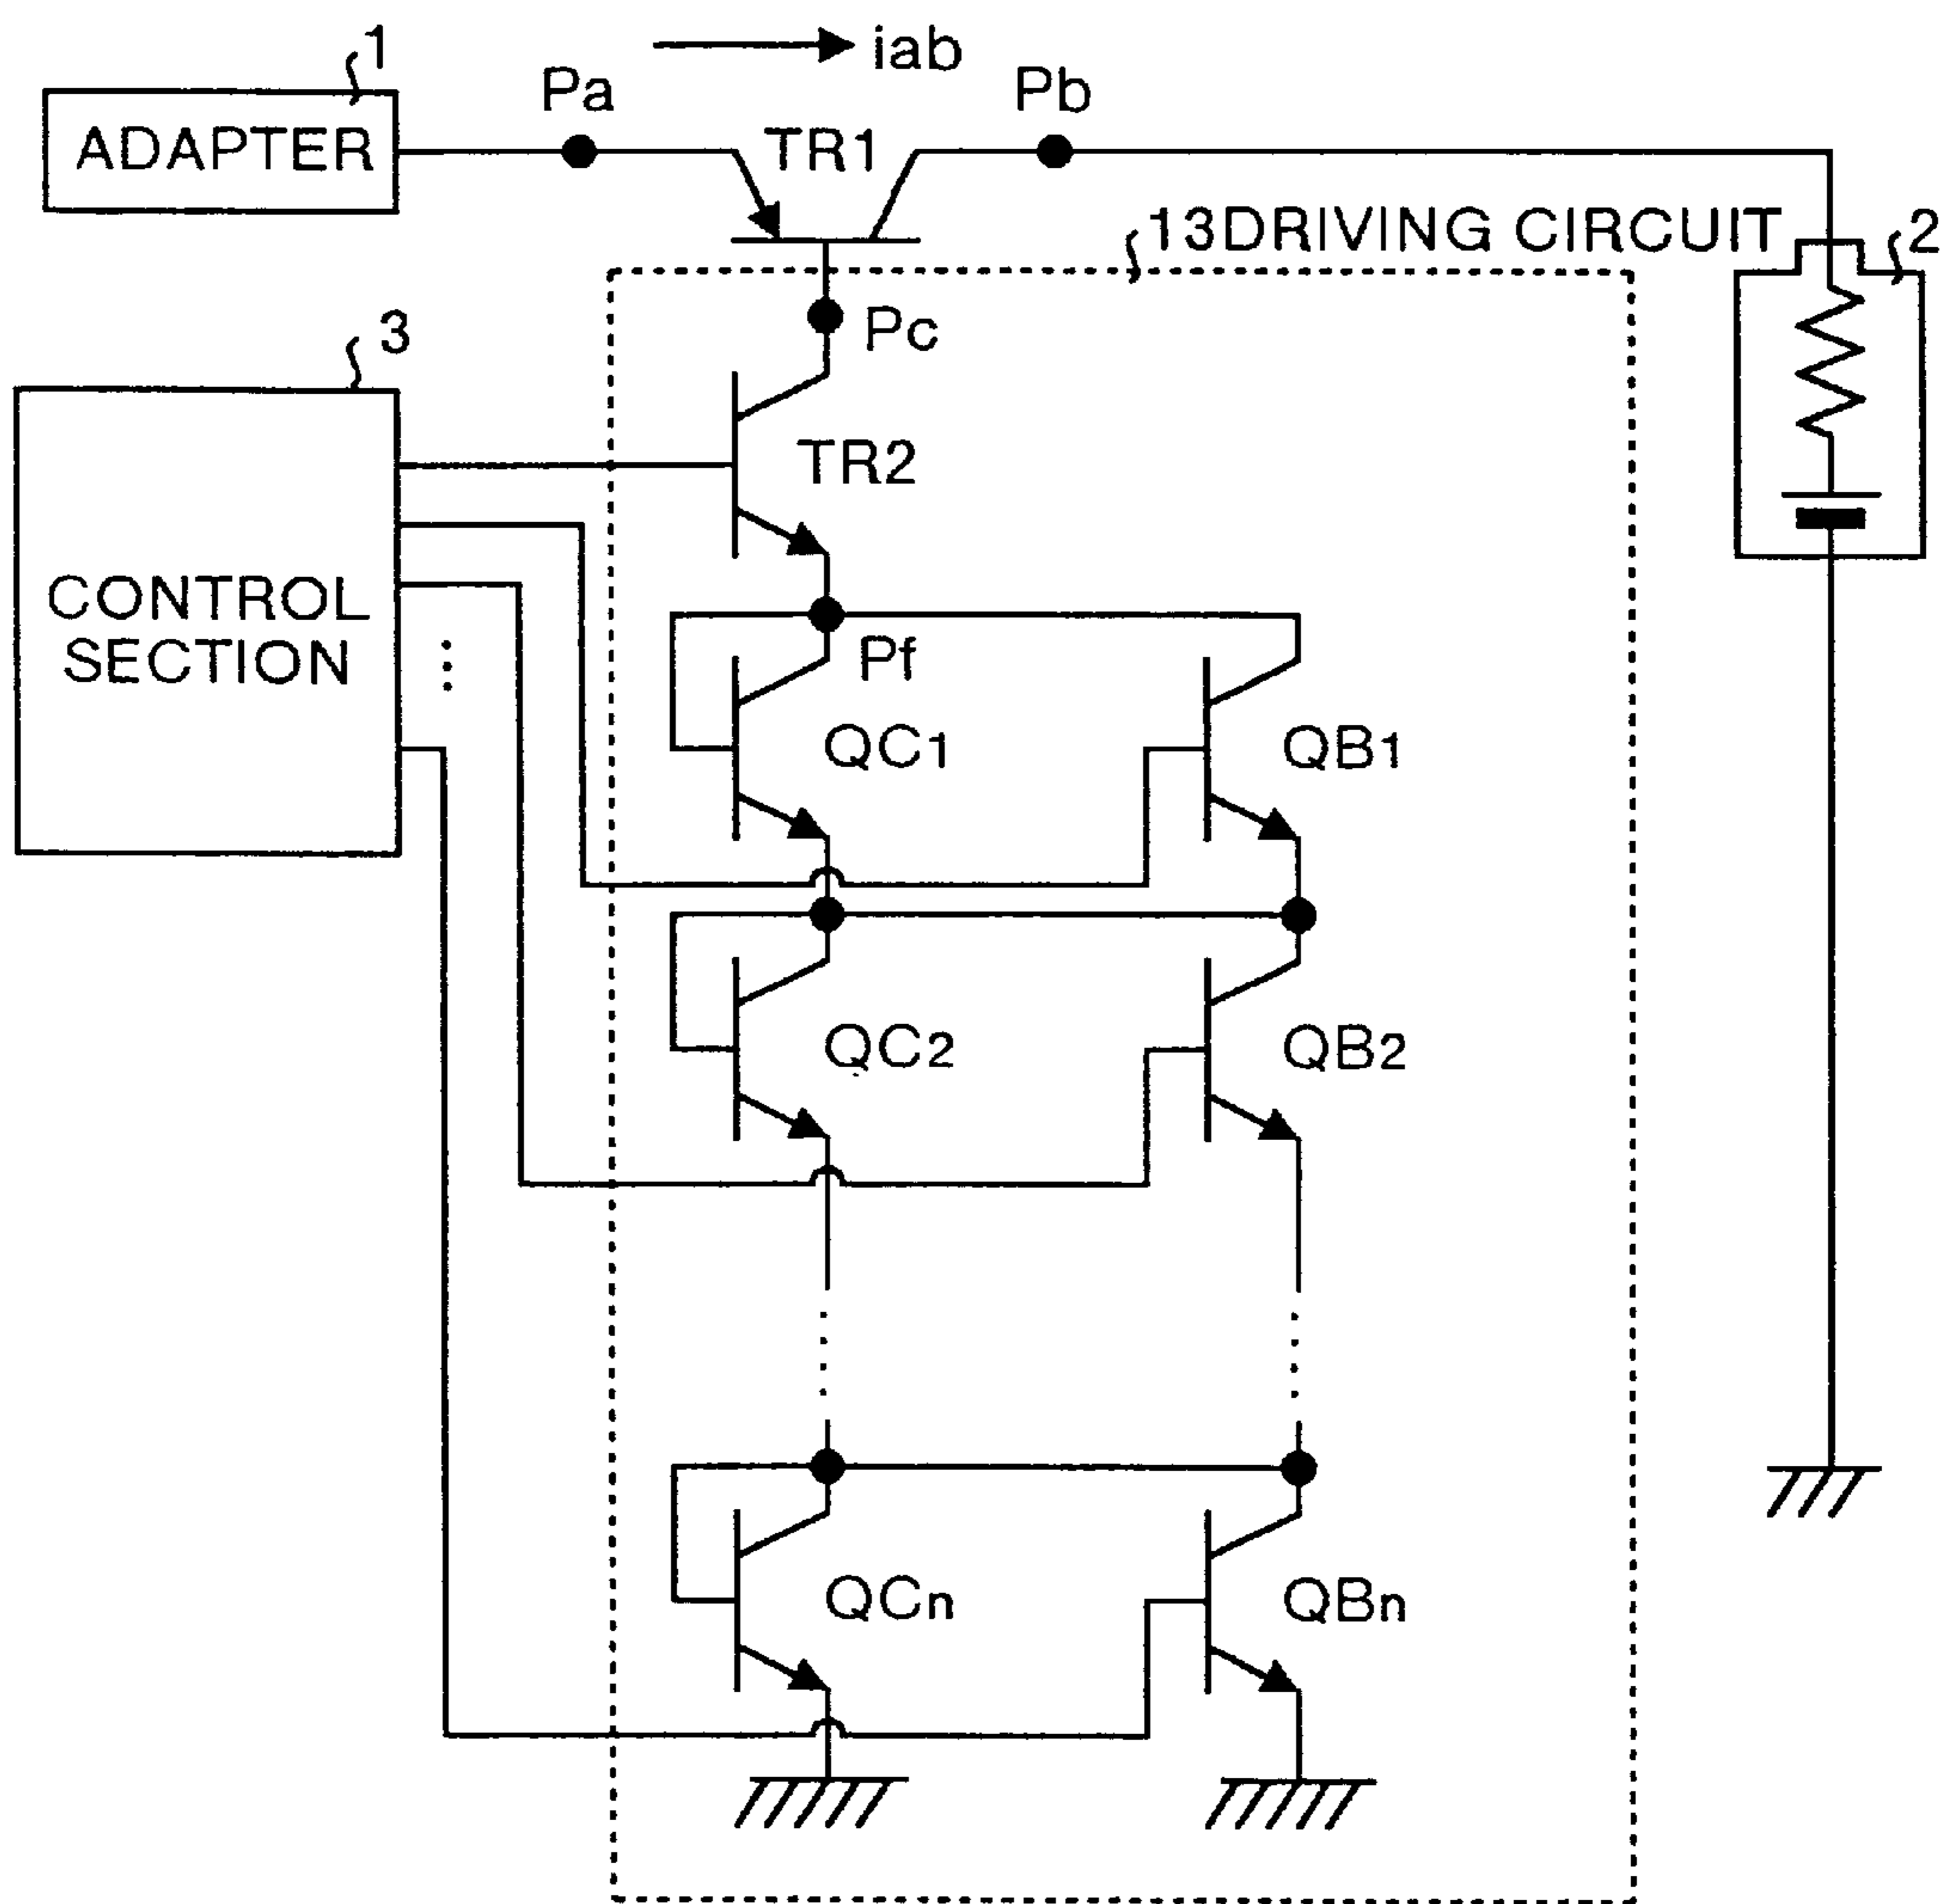 1
iab
Pa
Pb
ADAPTER
TR1
13DRIVING CIRCUIT
2
Pc
3
TR2
CONTROL
SECTION
Pf
QC1
QB1
QC2
QB2
QCn
QBn